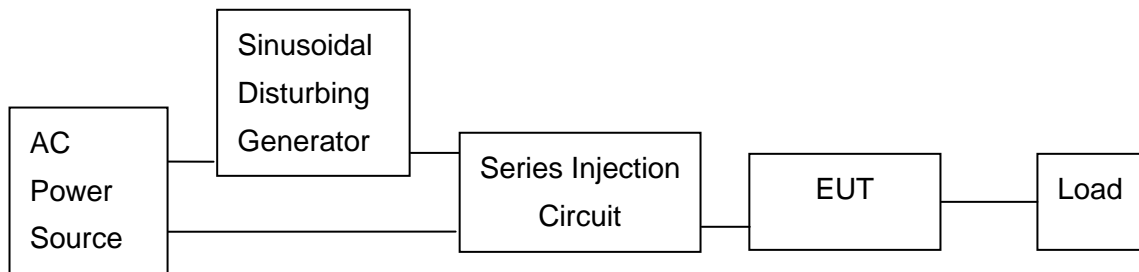 Sinusoidal
Disturbing
Generator
AC
Power
Source
Series Injection
Circuit
EUT
Load